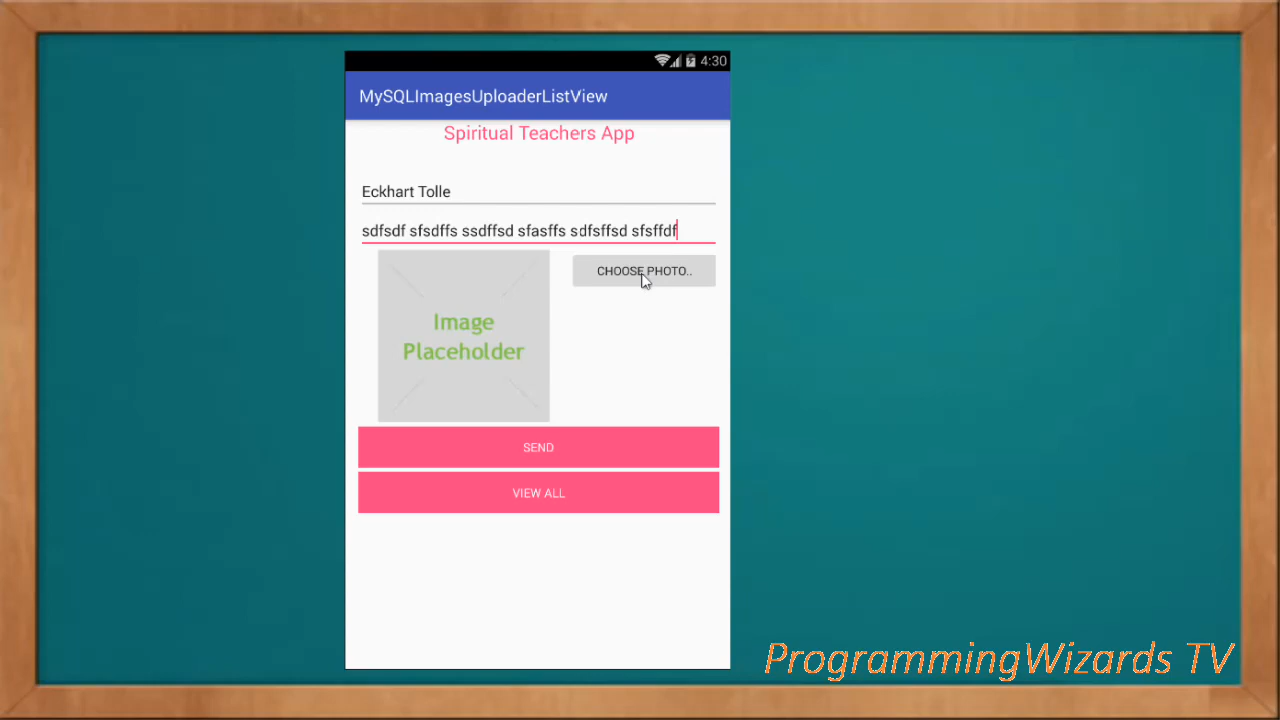 4:30
MySQLImagesUploaderListView
Spiritual Teachers App
Eckhart Tolle
sdfsdf sfsdffs ssdffsd sfasffs sdfsffsd sfsffdf
CHOOSE PHOTO..
Image
Placeholder
SEND
VIEW ALL
ProgrammingWizards TV